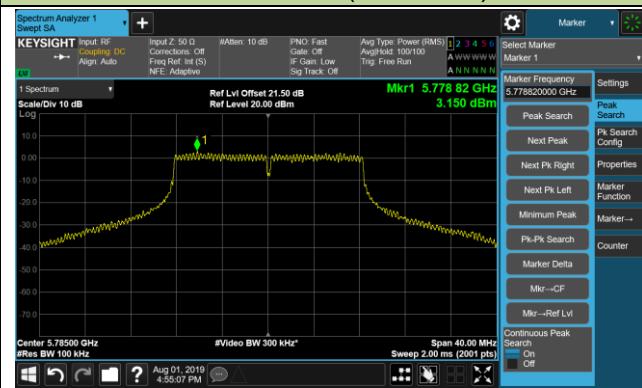 Spectrum Analyzer 1
Swept SA
Marker
KEYSIGHT
Input: RF
Coupling: DC
Align: Auto
Input Z: 50 Ω
Corrections: Off
Freq Ref: Int (S)
NFE: Adaptive
#Atten: 10 dB
PNO: Fast
Gate: Off
IF Gain: Low
Sig Track: Off
Avg Type: Power (RMS)
Avg|Hold: 100/100
Trig: Free Run
1 2 3 4 5 6
A W W W W W
A N N N N N
LXI
Select Marker
Marker 1
1 Spectrum
Scale/Div 10 dB
Log
Ref Lvl Offset 21.50 dB
Ref Level 20.00 dBm
Mkr1 5.778 82 GHz
3.150 dBm
10.0
0.00
-10.0
-20.0
-30.0
-40.0
-50.0
-60.0
-70.0
1
Center 5.78500 GHz
#Res BW 100 kHz
#Video BW 300 kHz*
Span 40.00 MHz
Sweep 2.00 ms (2001 pts)
Marker Frequency
5.778820000 GHz
Peak Search
Next Peak
Next Pk Right
Next Pk Left
Minimum Peak
Pk-Pk Search
Marker Delta
Mkr→CF
Mkr→Ref Lvl
Continuous Peak
Search
On
Off
Settings
Peak
Search
Pk Search
Config
Properties
Marker
Function
Marker→
Counter
?
Aug 01, 2019
4:55:07 PM